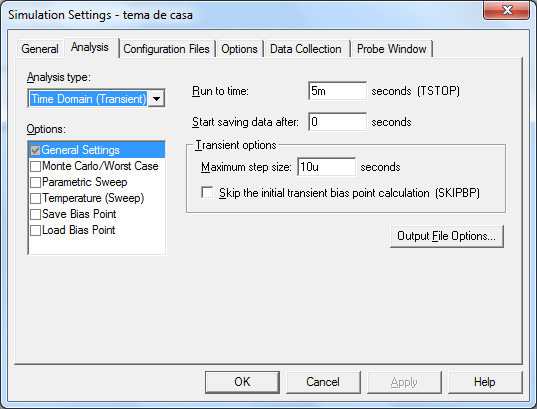 Simulation Settings - tema de casa
General Analysis Configuration Files Options Data Collection Probe Window
Analysis type:
Time Domain (Transient)
Options:
General Settings
Monte Carlo/Worst Case
Parametric Sweep
Temperature (Sweep)
Save Bias Point
Load Bias Point
Run to time: 5m seconds (TSTOP)
Start saving data after: 0 seconds
Transient options
Maximum step size: 10u seconds
Skip the initial transient bias point calculation (SKIPBP)
Output File Options...
OK Cancel Apply Help